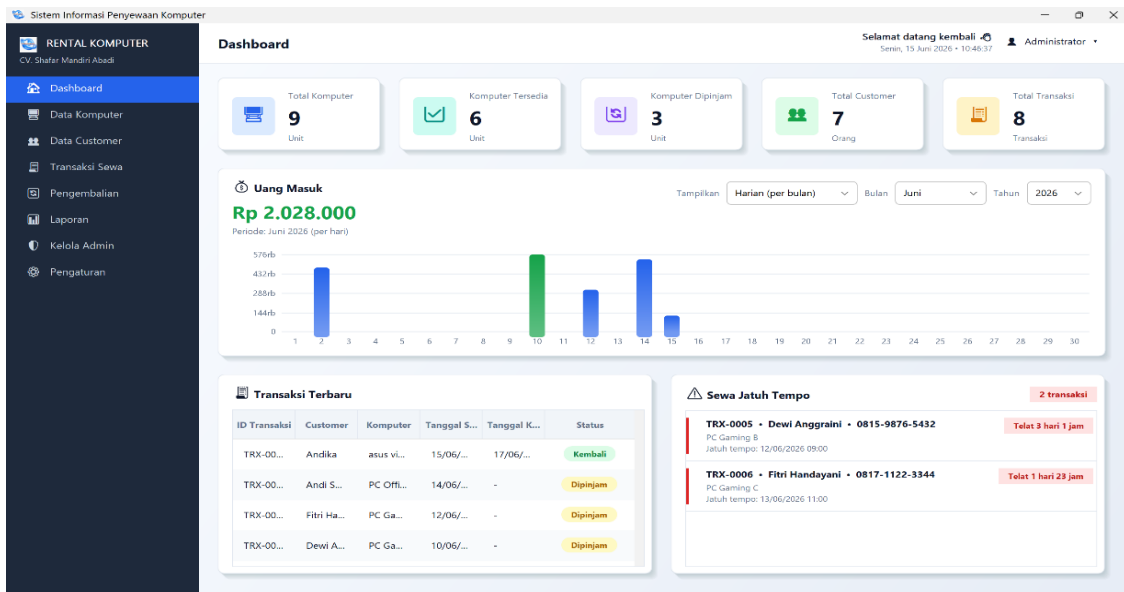 Sistem Informasi Penyewaan Komputer
RENTAL KOMPUTER
CV. Shafar Mandiri Abadi
Dashboard
Data Komputer
Data Customer
Transaksi Sewa
Pengembalian
Laporan
Kelola Admin
Pengaturan
Dashboard
Selamat datang kembali
Senin, 15 Juni 2026 • 10:46:37
Administrator
Total Komputer
9
Unit
Komputer Tersedia
6
Unit
Komputer Dipinjam
3
Unit
Total Customer
7
Orang
Total Transaksi
8
Transaksi
Uang Masuk
Rp 2.028.000
Periode: Juni 2026 (per hari)
Tampilkan Harian (per bulan) Bulan Juni Tahun 2026
576rb
432rb
288rb
144rb
0
1 2 3 4 5 6 7 8 9 10 11 12 13 14 15 16 17 18 19 20 21 22 23 24 25 26 27 28 29 30
Transaksi Terbaru
ID Transaksi Customer Komputer Tanggal S... Tanggal K... Status
TRX-00... Andika asus vi... 15/06/... 17/06/... Kembali
TRX-00... Andi S... PC Offi... 14/06/... - Dipinjam
TRX-00... Fitri Ha... PC Ga... 12/06/... - Dipinjam
TRX-00... Dewi A... PC Ga... 10/06/... - Dipinjam
Sewa Jatuh Tempo
2 transaksi
TRX-0005 • Dewi Anggraini • 0815-9876-5432
PC Gaming B
Jatuh tempo: 12/06/2026 09:00
Telat 3 hari 1 jam
TRX-0006 • Fitri Handayani • 0817-1122-3344
PC Gaming C
Jatuh tempo: 13/06/2026 11:00
Telat 1 hari 23 jam